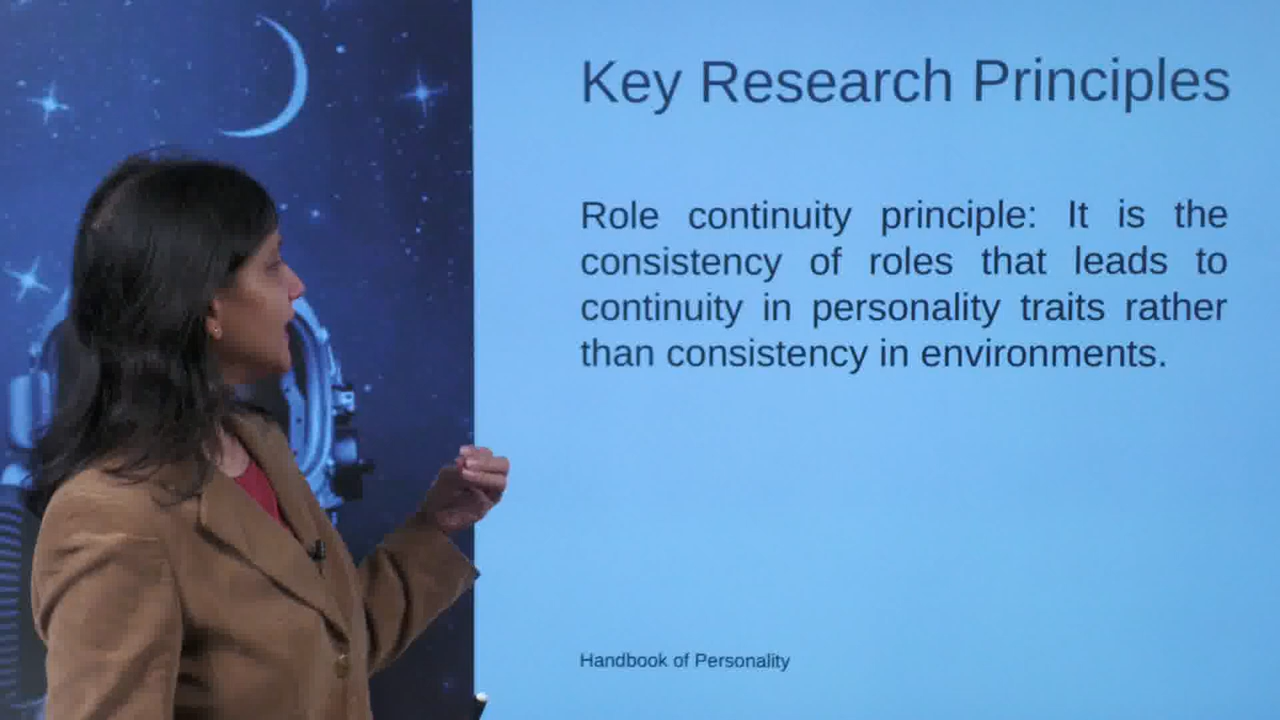 Key Research Principles
Role continuity principle: It is the
consistency of roles that leads to
continuity in personality traits rather
than consistency in environments.
Handbook of Personality